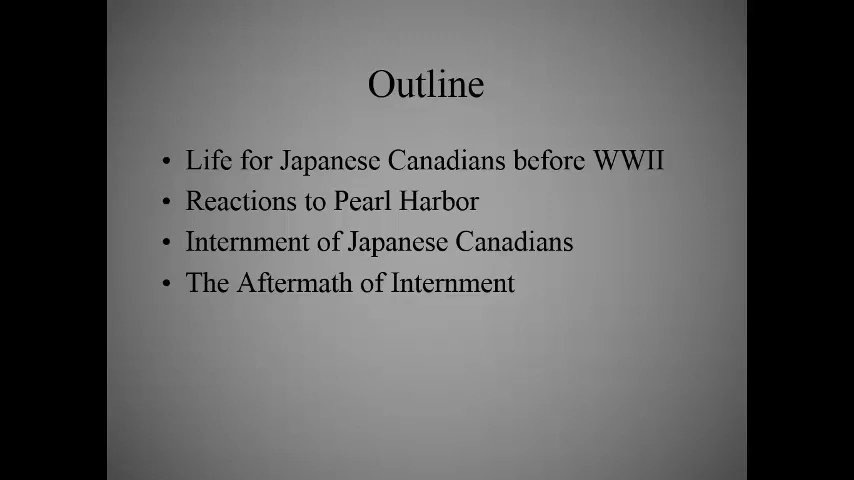 Outline
• Life for Japanese Canadians before WWII
• Reactions to Pearl Harbor
• Internment of Japanese Canadians
• The Aftermath of Internment